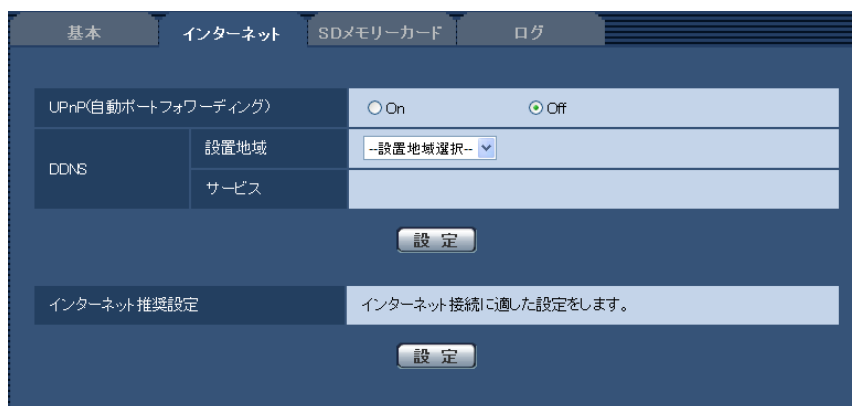 基本 インターネット SDメモリーカード ログ
UPnP(自動ポートフォワーディング) On Off
DDNS 設置地域 --設置地域選択--
サービス
設 定
インターネット推奨設定 インターネット接続に適した設定をします。
設 定